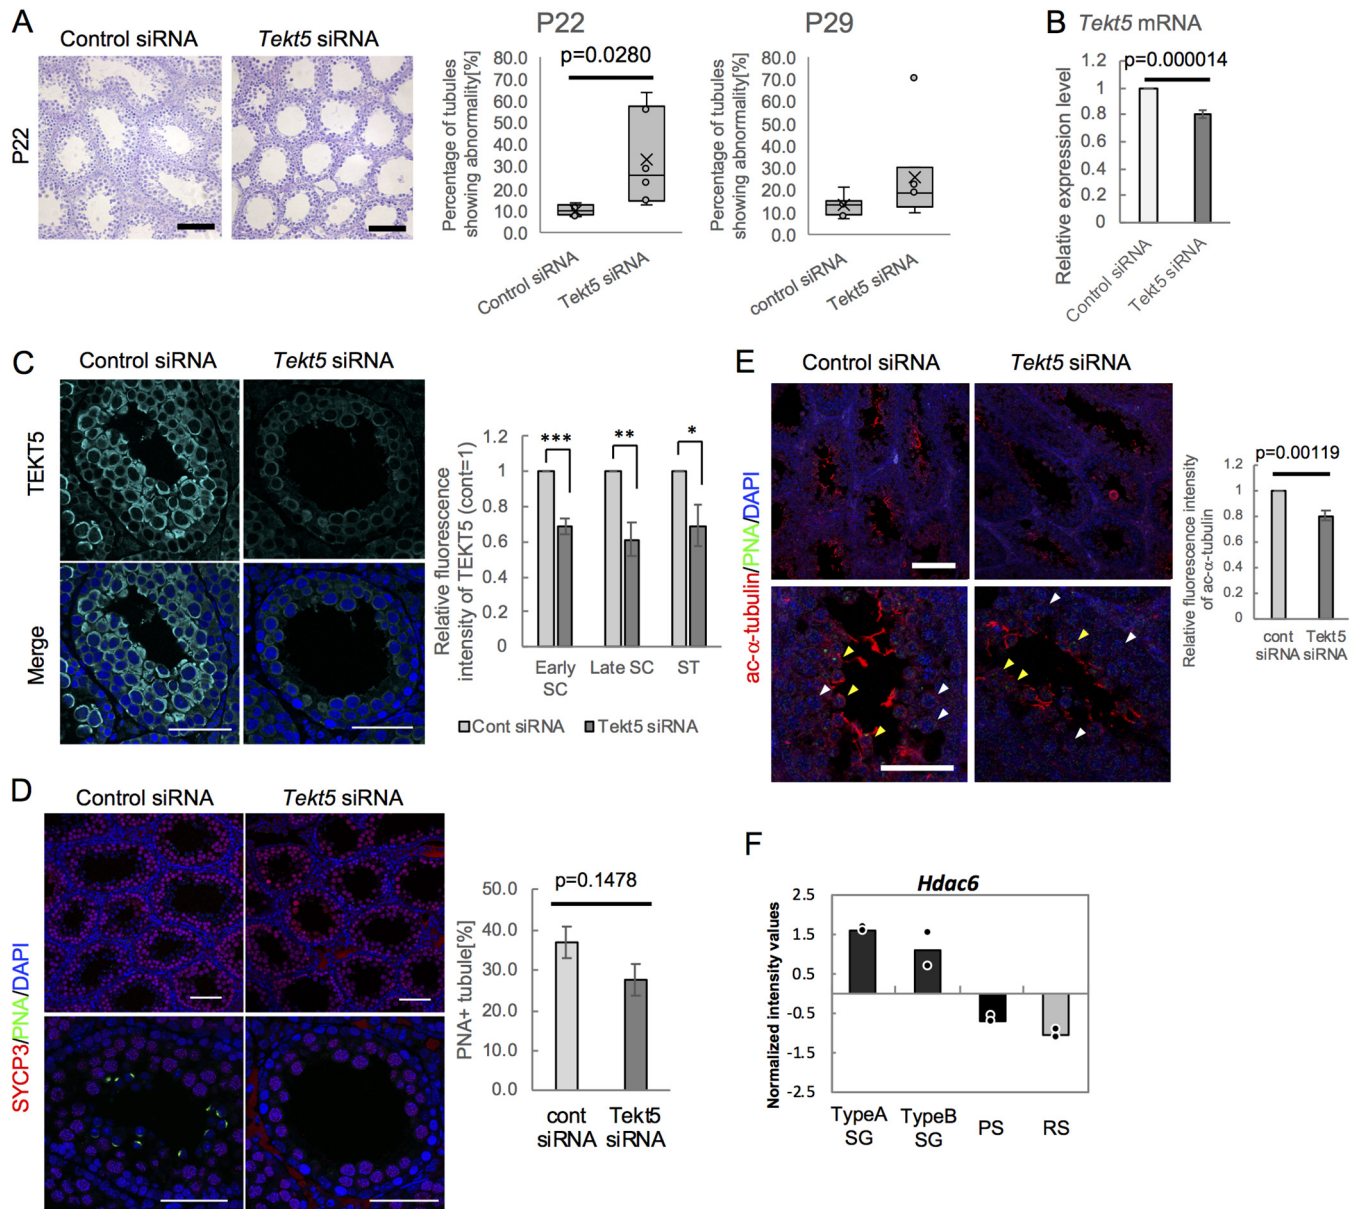 A
Control siRNA
Tekt5 siRNA
P22
P22
p=0.0280
Percentage of tubules
showing abnormality[%]
80.0
70.0
60.0
50.0
40.0
30.0
20.0
10.0
0.0
Control siRNA
Tekt5 siRNA
P29
Percentage of tubules
showing abnormality[%]
80.0
70.0
60.0
50.0
40.0
30.0
20.0
10.0
0.0
control siRNA
Tekt5 siRNA
B
Tekt5 mRNA
p=0.000014
Relative expression level
1.2
1
0.8
0.6
0.4
0.2
0
Control siRNA
Tekt5 siRNA
C
Control siRNA
Tekt5 siRNA
TEKT5
Merge
Relative fluorescence
intensity of TEKT5 (cont=1)
1.2
1
0.8
0.6
0.4
0.2
0
***
**
*
Early
SC
Late SC
ST
Cont siRNA
Tekt5 siRNA
D
Control siRNA
Tekt5 siRNA
SYCP3/PNA/DAPI
p=0.1478
PNA+ tubule[%]
50.0
40.0
30.0
20.0
10.0
0.0
cont
siRNA
Tekt5
siRNA
E
Control siRNA
Tekt5 siRNA
ac-α-tubulin/PNA/DAPI
p=0.00119
Relative fluorescence intensity
of ac-α-tubulin
1.2
1
0.8
0.6
0.4
0.2
0
cont
siRNA
Tekt5
siRNA
F
Hdac6
Normalized intensity values
2.5
1.5
0.5
-0.5
-1.5
-2.5
TypeA
SG
TypeB
SG
PS
RS